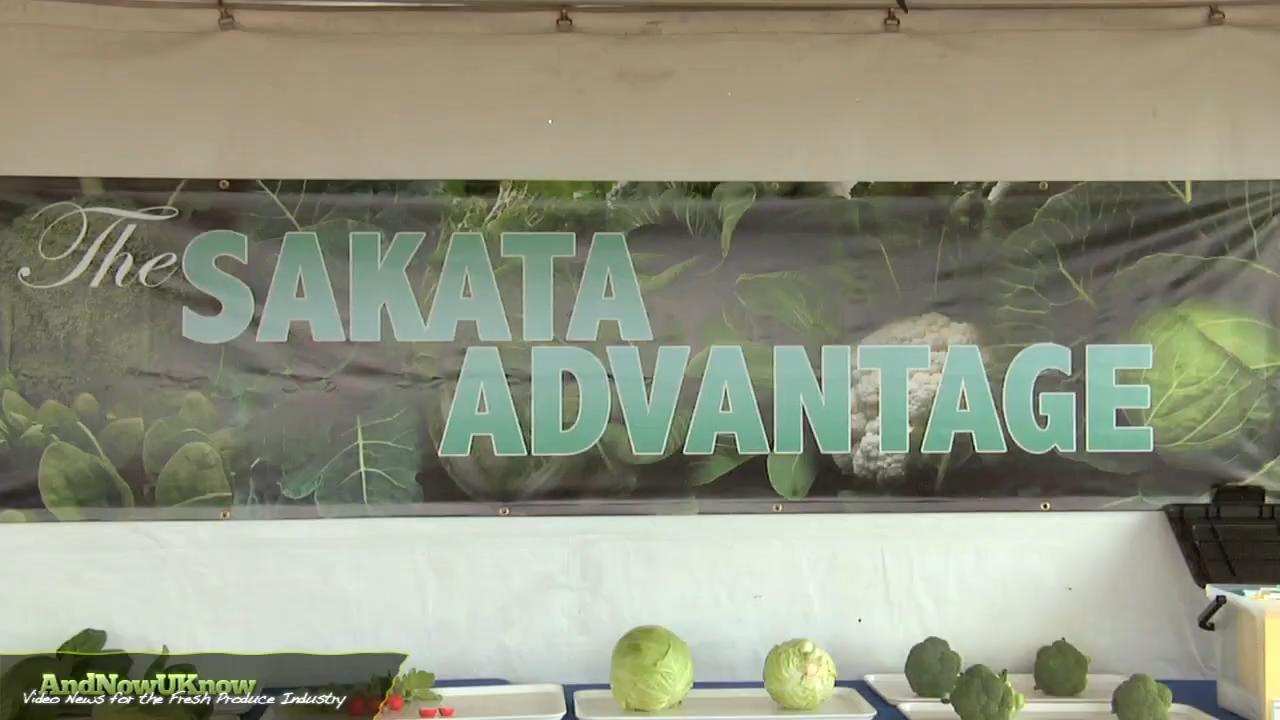 The SAKATA
ADVANTAGE
AndNowUKnow
Video News for the Fresh Produce Industry